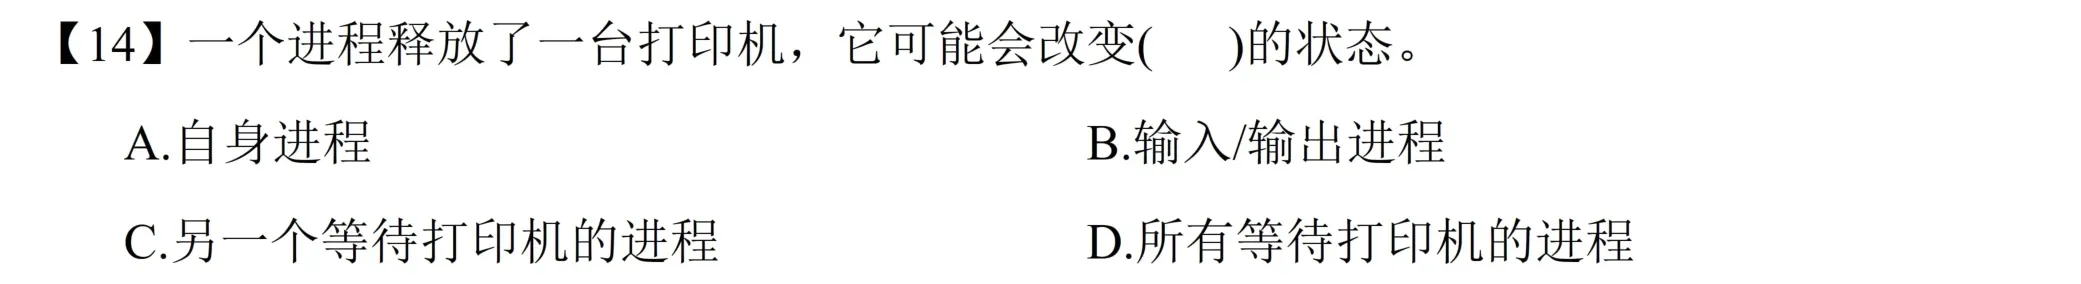 【14】一个进程释放了一台打印机，它可能会改变(    )的状态。
A.自身进程    B.输入/输出进程
C.另一个等待打印机的进程    D.所有等待打印机的进程